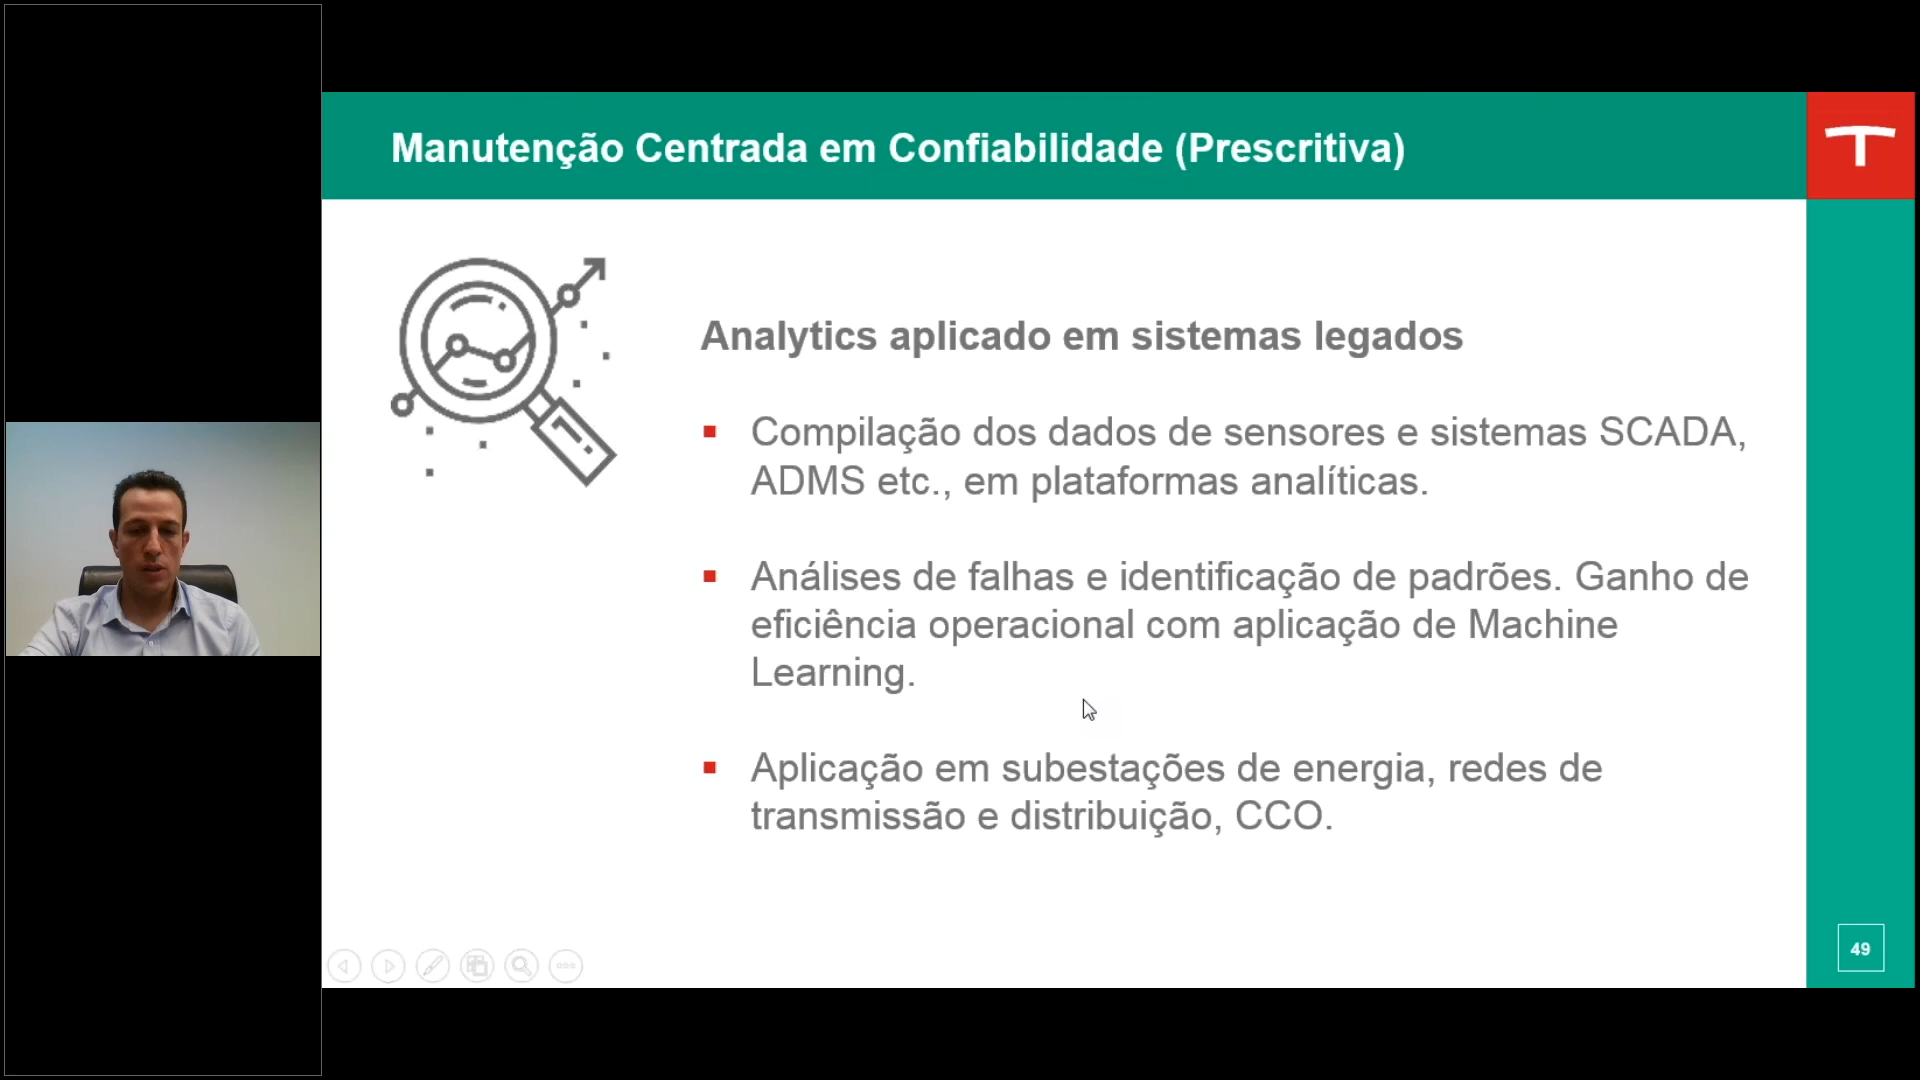 Manutenção Centrada em Confiabilidade (Prescritiva)
T
Analytics aplicado em sistemas legados
Compilação dos dados de sensores e sistemas SCADA,
ADMS etc., em plataformas analíticas.
Análises de falhas e identificação de padrões. Ganho de
eficiência operacional com aplicação de Machine
Learning.
Aplicação em subestações de energia, redes de
transmissão e distribuição, CCO.
49